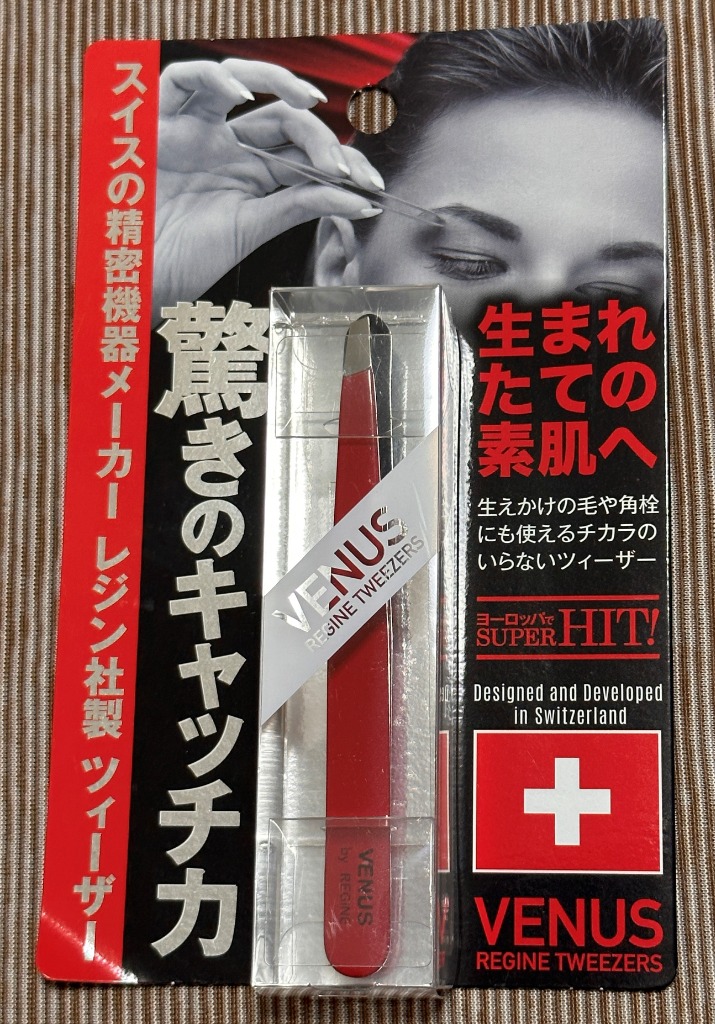 スイスの精密機器メーカー レジン社製 ツィーザー
驚きのキャッチ力
生まれ
たての
素肌へ
生えかけの毛や角栓
にも使えるチカラの
いらないツィーザー
ヨーロッパで
SUPER HIT!
Designed and Developed
in Switzerland
VENUS
REGINE TWEEZERS
VENUS
REGINE TWEEZERS
VENUS
by REGINE